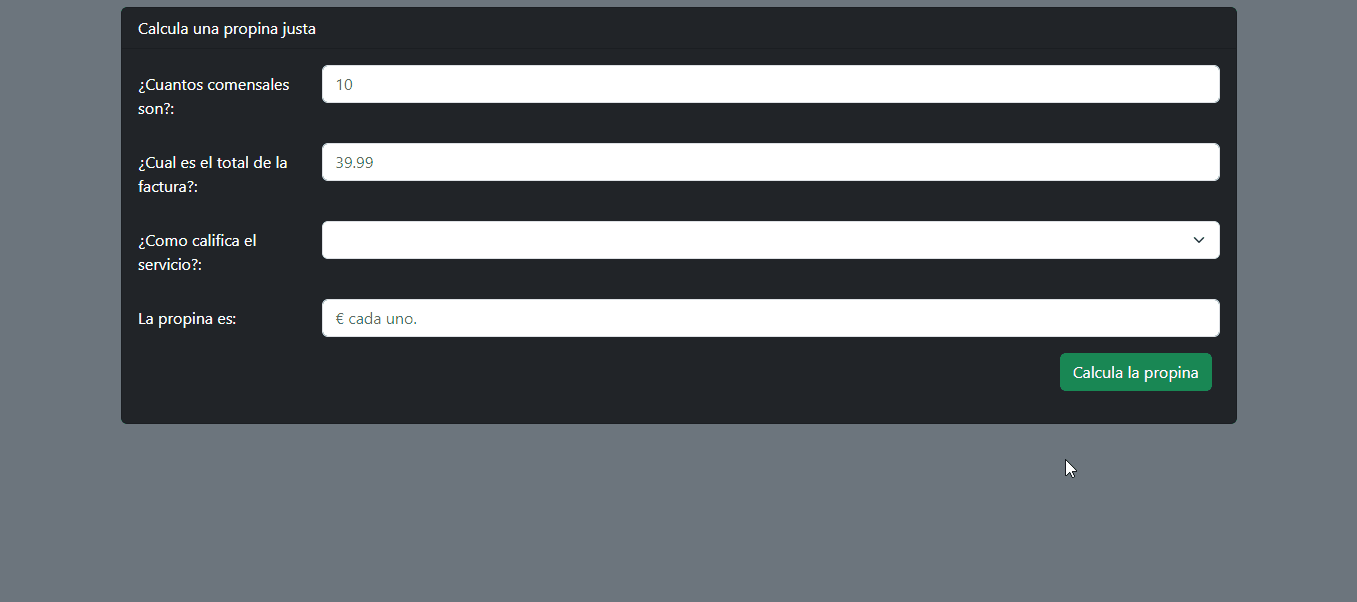 Calcula una propina justa
¿Cuantos comensales
son?:
10
¿Cual es el total de la
factura?:
39.99
¿Como califica el
servicio?:
La propina es:
€ cada uno.
Calcula la propina